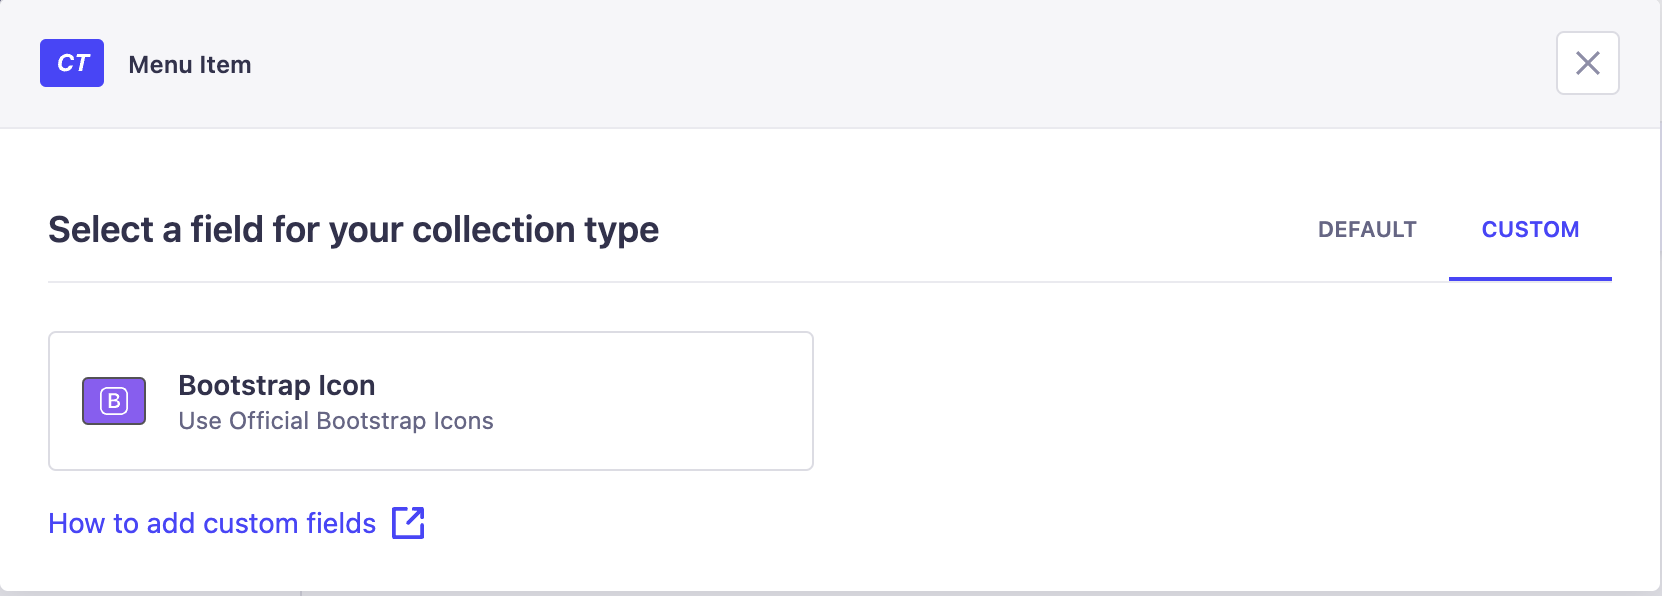 CT Menu Item
Select a field for your collection type
DEFAULT CUSTOM
B
Bootstrap Icon
Use Official Bootstrap Icons
How to add custom fields